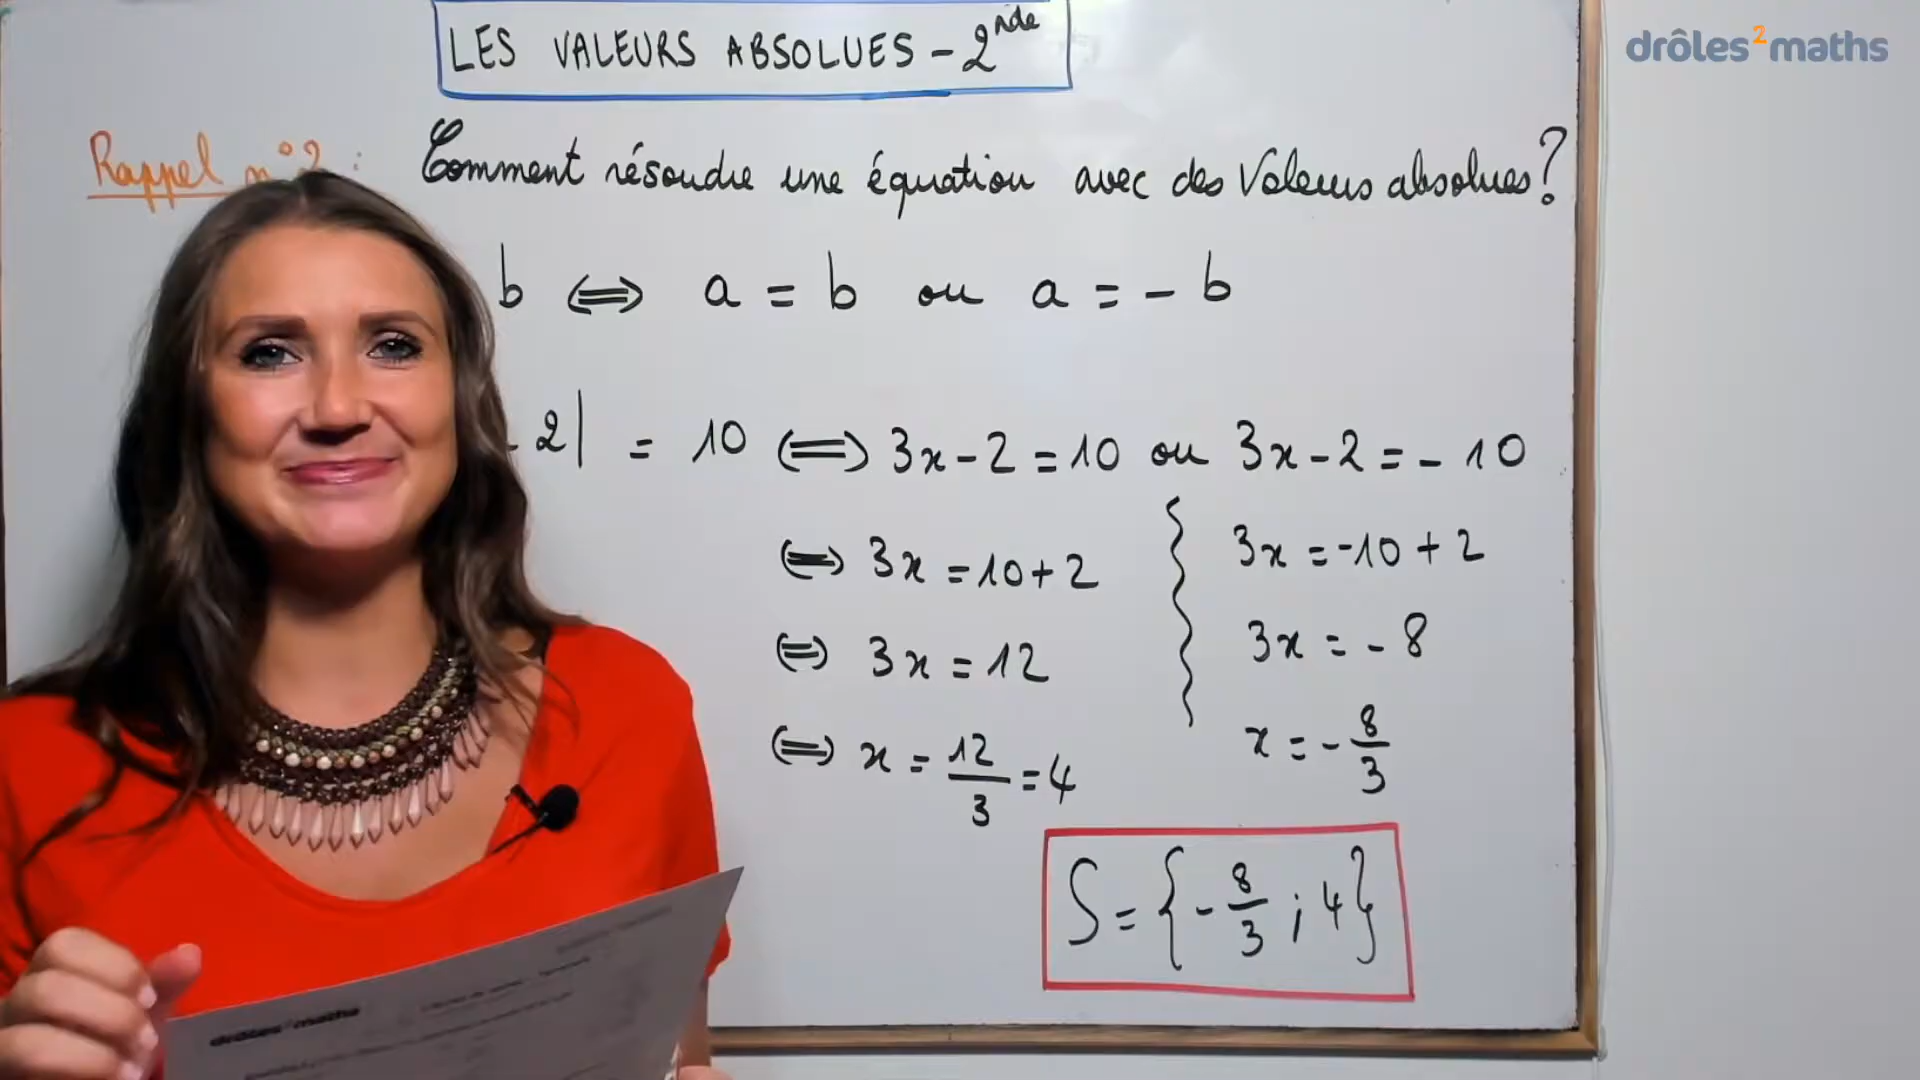 LES VALEURS ABSOLUES - 2nde
drôles²maths
Rappel n°2 : Comment résoudre une équation avec des Valeurs absolues ?
b ⟺ a = b ou a = - b
- 2| = 10 ⟺ 3x - 2 = 10 ou 3x - 2 = - 10
⟺ 3x = 10 + 2
3x = -10 + 2
⟺ 3x = 12
3x = - 8
⟺ x = 12/3 = 4
x = - 8/3
S = {- 8/3 ; 4}
drôles²maths